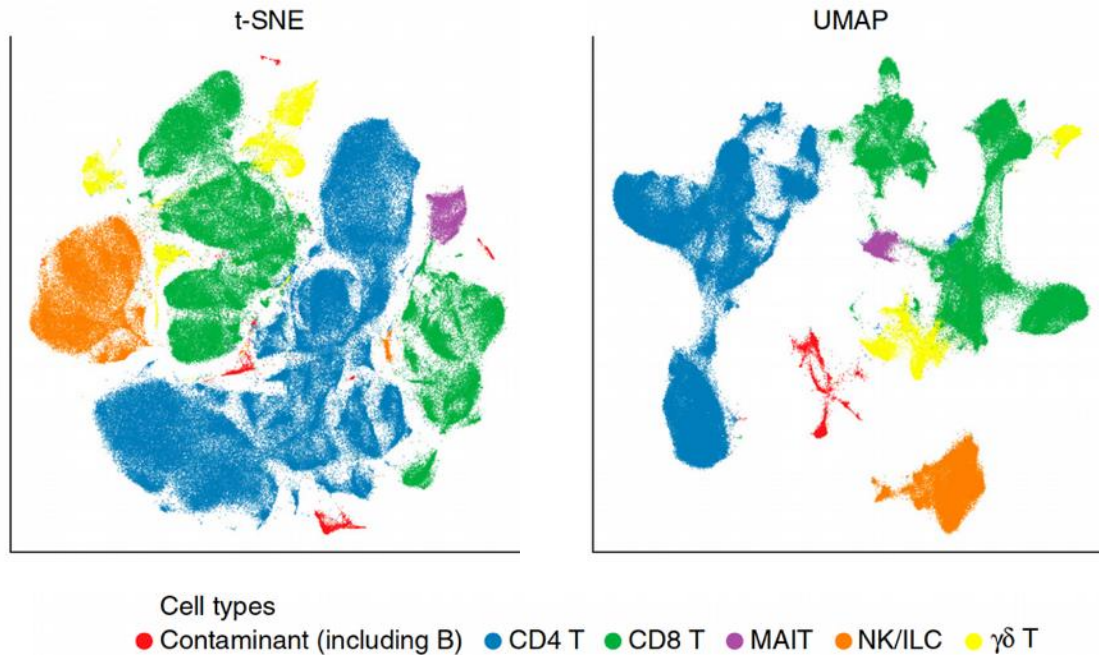 t-SNE
UMAP
Cell types
Contaminant (including B)
CD4 T
CD8 T
MAIT
NK/ILC
γδ T